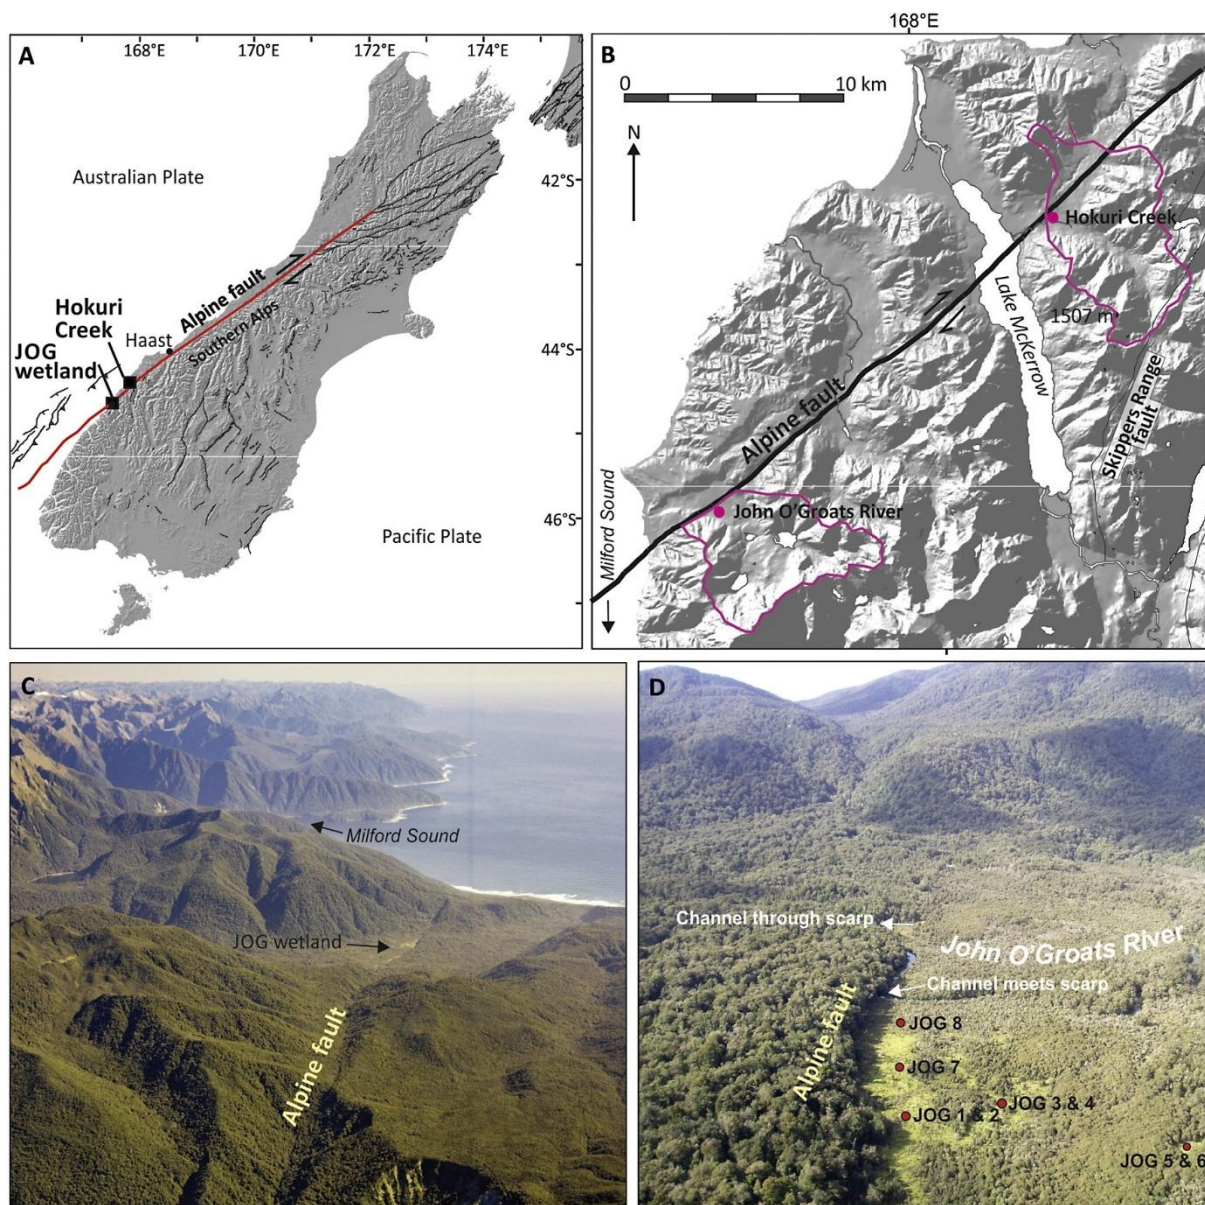 A
168°E
170°E
172°E
174°E
Australian Plate
42°S
Alpine fault
Southern Alps
Hokuri
Creek
Haast
JOG
wetland
44°S
46°S
Pacific Plate
B
168°E
0
10 km
N
Hokuri Creek
Lake McKerrow
1507 m
Skippers Range
fault
Alpine fault
John O'Groats River
Milford Sound
C
Milford Sound
JOG wetland
Alpine fault
D
Channel through scarp
John O'Groats River
Channel meets scarp
JOG 8
Alpine fault
JOG 7
JOG 1 & 2
JOG 3 & 4
JOG 5 & 6